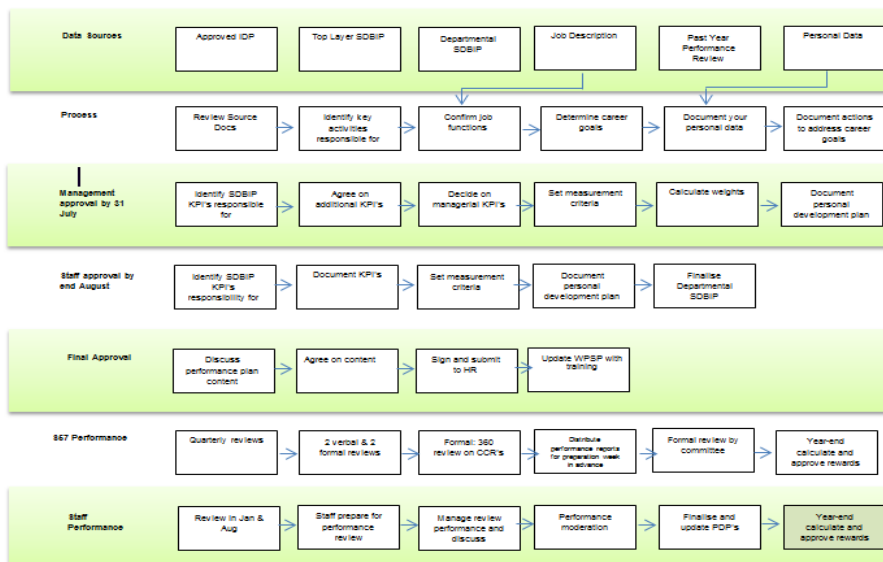 Data Sources
Approved IDP
Top Layer SDBIP
Departmental
SDBIP
Job Description
Past Year
Performance
Review
Personal Data
Process
Review Source
Docs
Identify key
activities
responsible for
Confirm job
functions
Determine career
goals
Document your
personal data
Document actions
to address career
goals
Management
approval by 31
July
Identify SDBIP
KPI's responsible
for
Agree on
additional KPI's
Decide on
managerial KPI's
Set measurement
criteria
Calculate weights
Document
personal
development plan
Staff approval by
end August
Identify SDBIP
KPI's
responsibility for
Document KPI's
Set measurement
criteria
Document
personal
development plan
Finalise
Departmental
SDBIP
Final Approval
Discuss
performance plan
content
Agree on content
Sign and submit
to HR
Update WPSP with
training
S57 Performance
Quarterly reviews
2 verbal & 2
formal reviews
Formal: 360
review on CCR's
Distribute
performance reports
for preparation week
in advance
Formal review by
committee
Year-end
calculate and
approve rewards
Staff
Performance
Review in Jan &
Aug
Staff prepare for
performance
review
Manage review
performance and
discuss
Performance
moderation
Finalise and
update PDP's
Year-end
calculate and
approve rewards